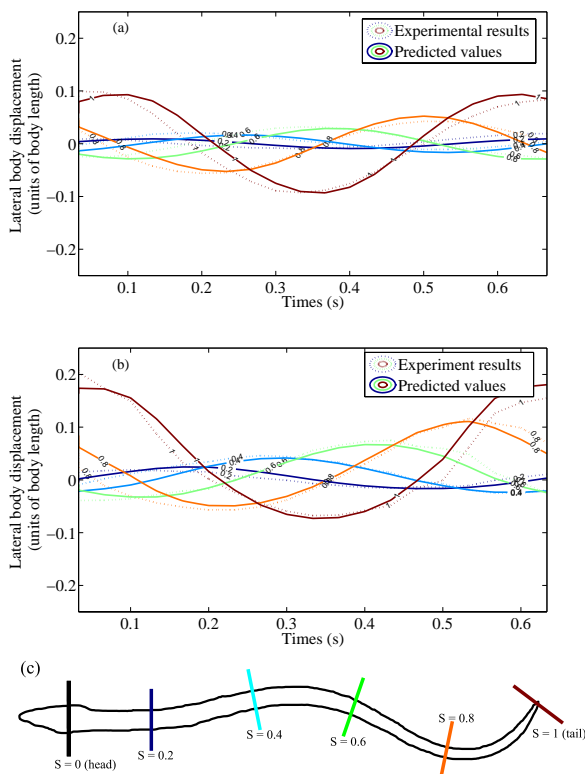 (a)
Experimental results
Predicted values
Lateral body displacement
(units of body length)
0.2
0.1
0
−0.1
−0.2
0.1
0.2
0.3
0.4
0.5
0.6
Times (s)
(b)
Experiment results
Predicted values
Lateral body displacement
(units of body length)
0.2
0.1
0
−0.1
−0.2
0.1
0.2
0.3
0.4
0.5
0.6
Times (s)
(c)
S = 0 (head)
S = 0.2
S = 0.4
S = 0.6
S = 0.8
S = 1 (tail)